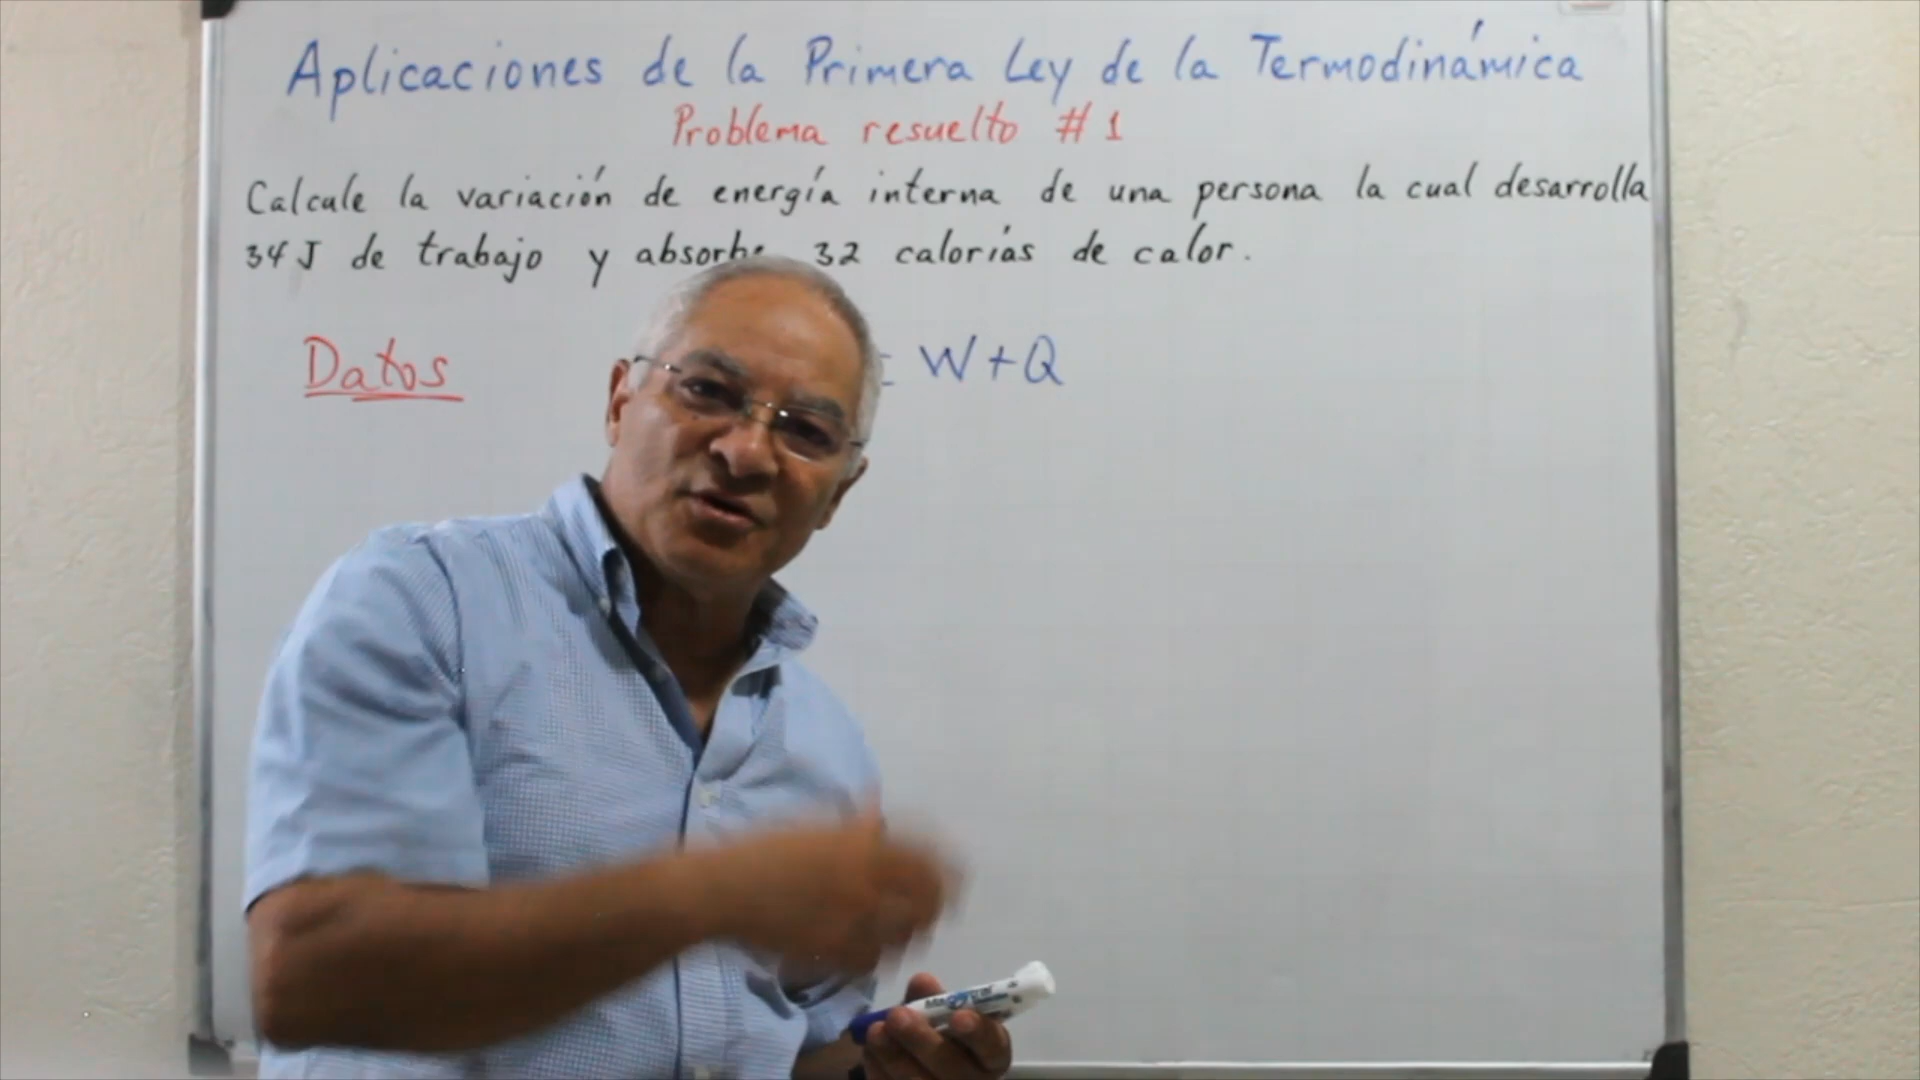 Aplicaciones de la Primera Ley de la Termodinámica
Problema resuelto # 1
Calcule la variación de energía interna de una persona la cual desarrolla
34 J de trabajo y absorbe 32 calorías de calor.
Datos
= W + Q